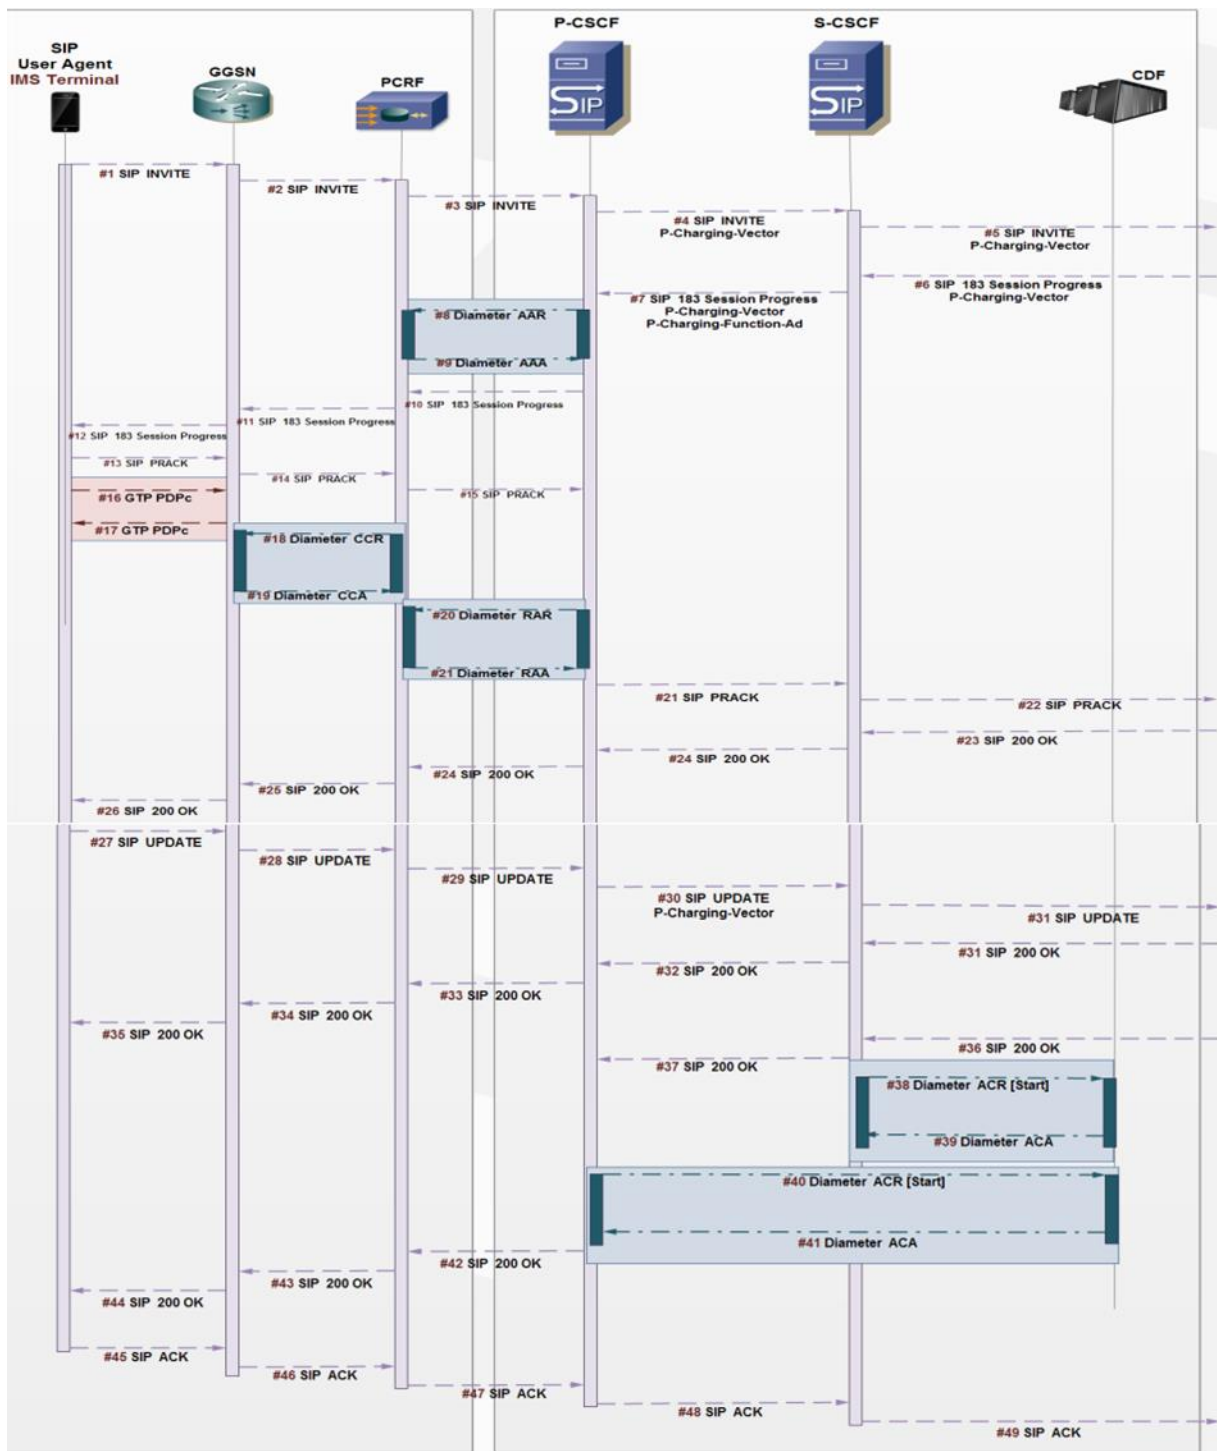 P-CSCF
S-CSCF
SIP
User Agent
IMS Terminal
GGSN
PCRF
CDF
SIP
SIP
#1 SIP INVITE
#2 SIP INVITE
#3 SIP INVITE
#4 SIP INVITE
P-Charging-Vector
#5 SIP INVITE
P-Charging-Vector
#6 SIP 183 Session Progress
P-Charging-Vector
#7 SIP 183 Session Progress
P-Charging-Vector
P-Charging-Function-Ad
#8 Diameter AAR
#9 Diameter AAA
#10 SIP 183 Session Progress
#11 SIP 183 Session Progress
#12 SIP 183 Session Progress
#13 SIP PRACK
#14 SIP PRACK
#15 SIP PRACK
#16 GTP PDPc
#17 GTP PDPc
#18 Diameter CCR
#19 Diameter CCA
#20 Diameter RAR
#21 Diameter RAA
#21 SIP PRACK
#22 SIP PRACK
#23 SIP 200 OK
#24 SIP 200 OK
#24 SIP 200 OK
#25 SIP 200 OK
#26 SIP 200 OK
#27 SIP UPDATE
#28 SIP UPDATE
#29 SIP UPDATE
#30 SIP UPDATE
P-Charging-Vector
#31 SIP UPDATE
#31 SIP 200 OK
#32 SIP 200 OK
#33 SIP 200 OK
#34 SIP 200 OK
#35 SIP 200 OK
#36 SIP 200 OK
#37 SIP 200 OK
#38 Diameter ACR [Start]
#39 Diameter ACA
#40 Diameter ACR [Start]
#41 Diameter ACA
#42 SIP 200 OK
#43 SIP 200 OK
#44 SIP 200 OK
#45 SIP ACK
#46 SIP ACK
#47 SIP ACK
#48 SIP ACK
#49 SIP ACK